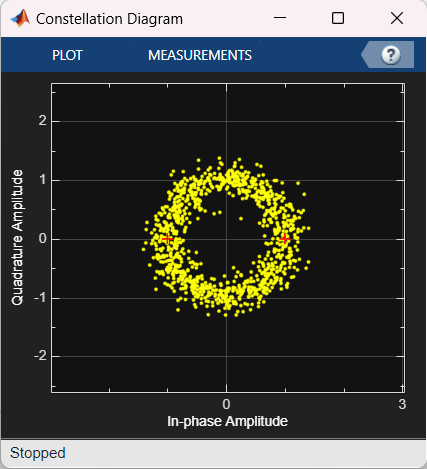 Constellation Diagram
PLOT
MEASUREMENTS
?
Quadrature Amplitude
2
1
0
-1
-2
0
3
In-phase Amplitude
Stopped